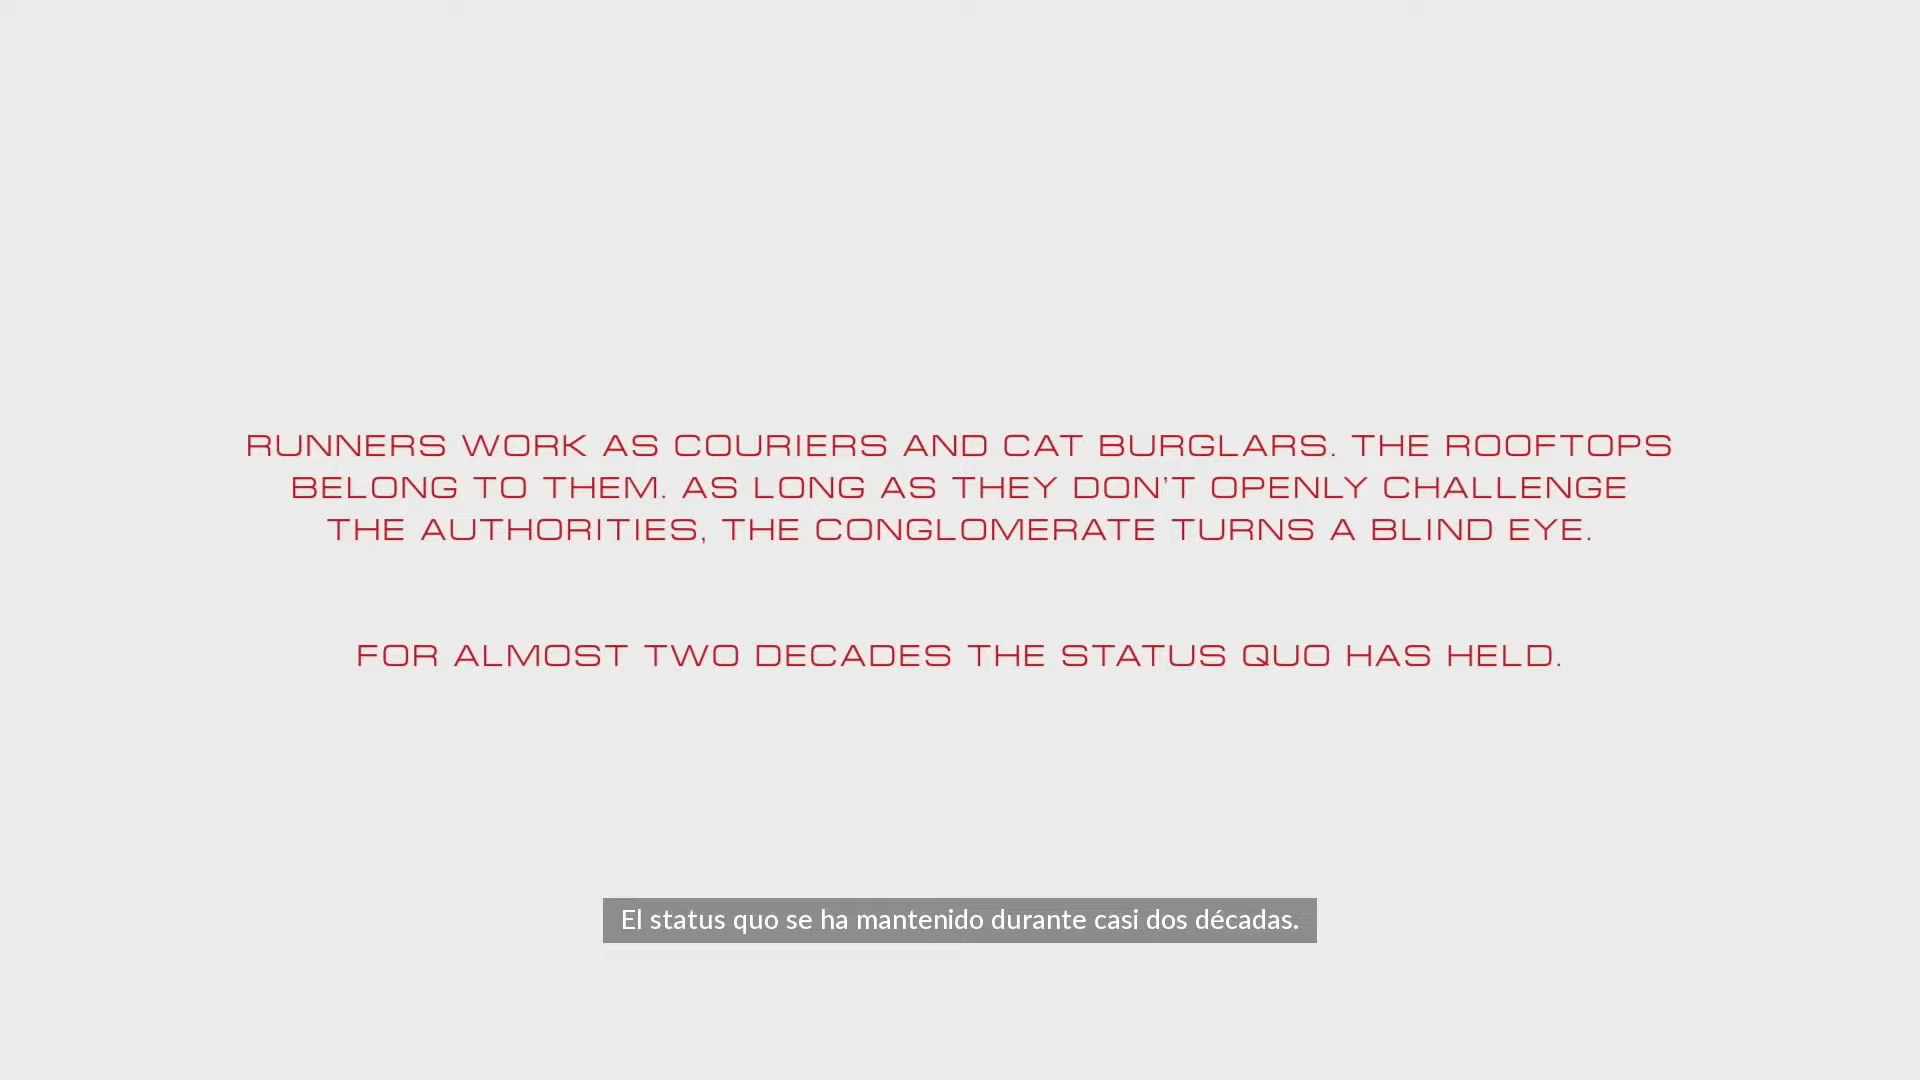 RUNNERS WORK AS COURIERS AND CAT BURGLARS. THE ROOFTOPS
BELONG TO THEM. AS LONG AS THEY DON'T OPENLY CHALLENGE
THE AUTHORITIES, THE CONGLOMERATE TURNS A BLIND EYE.
FOR ALMOST TWO DECADES THE STATUS QUO HAS HELD.
El status quo se ha mantenido durante casi dos décadas.